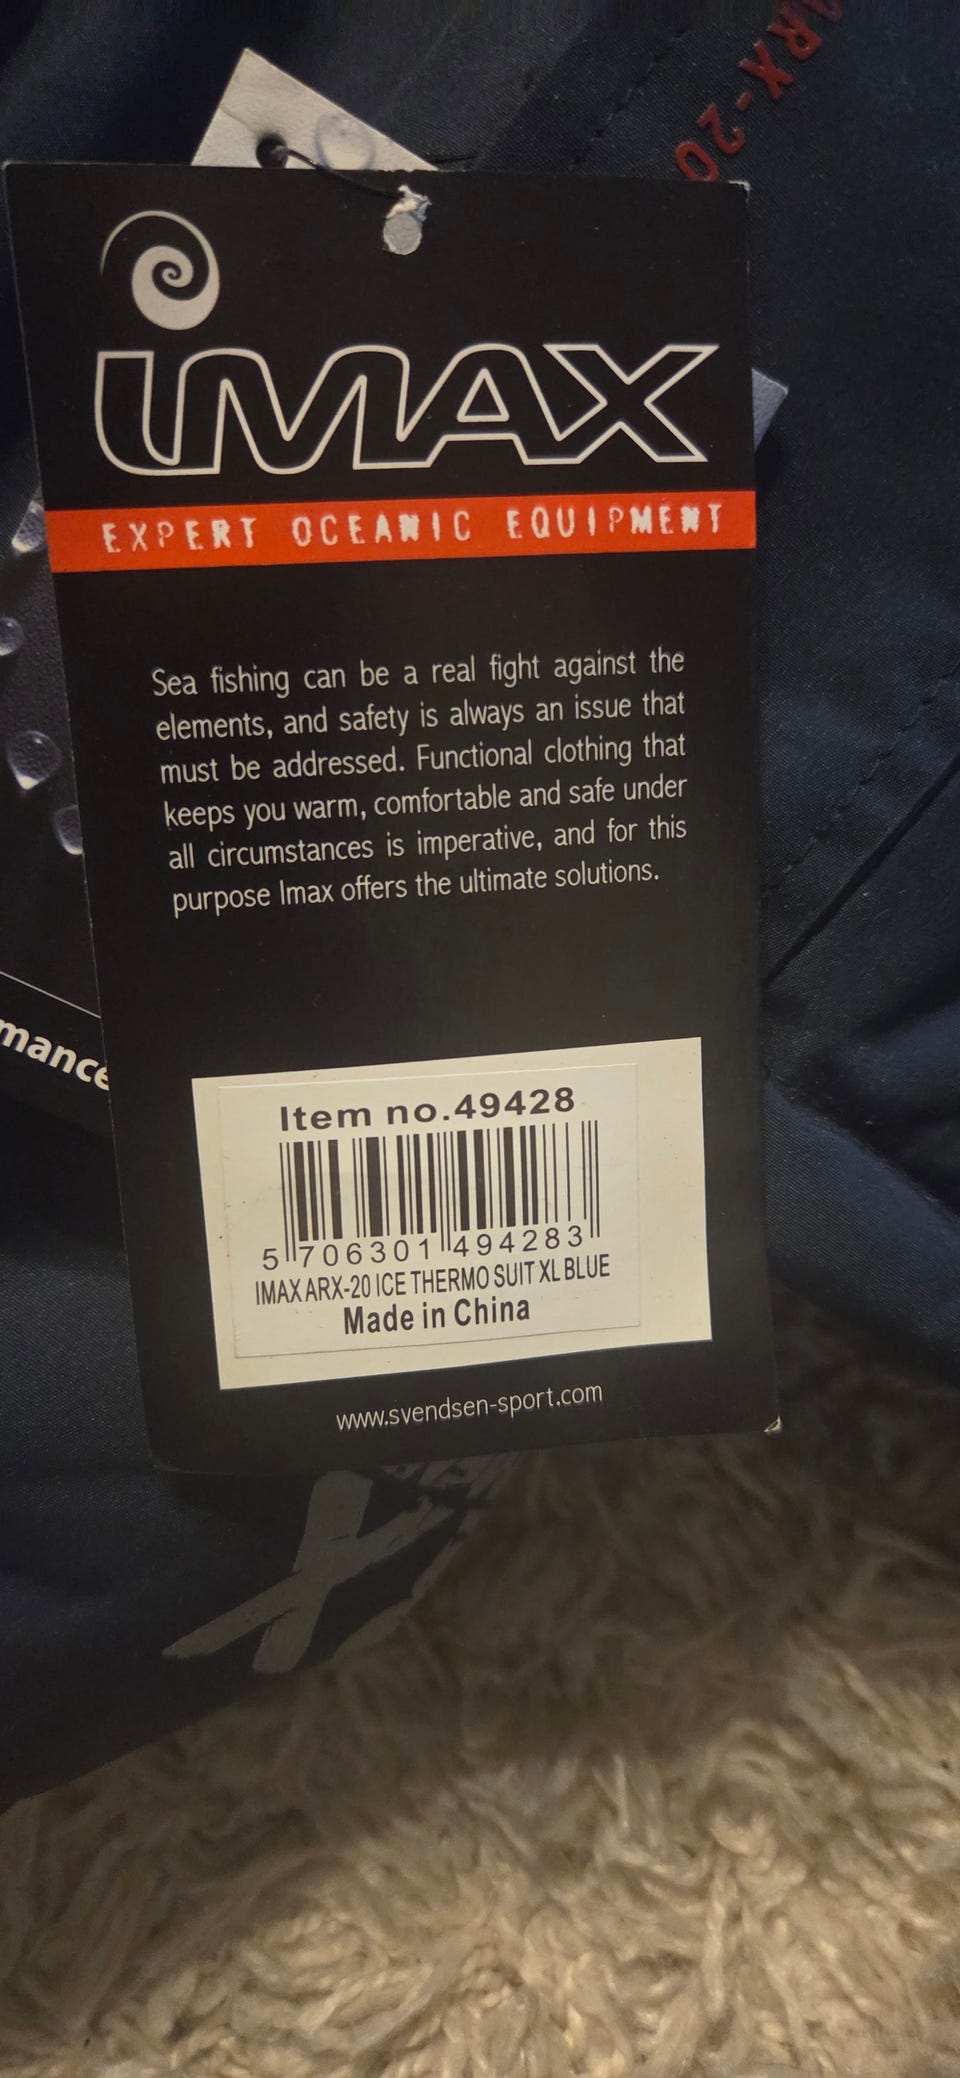 ARX-20
IMAX
EXPERT OCEANIC EQUIPMENT
Sea fishing can be a real fight against the
elements, and safety is always an issue that
must be addressed. Functional clothing that
keeps you warm, comfortable and safe under
all circumstances is imperative, and for this
purpose Imax offers the ultimate solutions.
mance
Item no.49428
5 706301 494283
IMAX ARX-20 ICE THERMO SUIT XL BLUE
Made in China
www.svendsen-sport.com